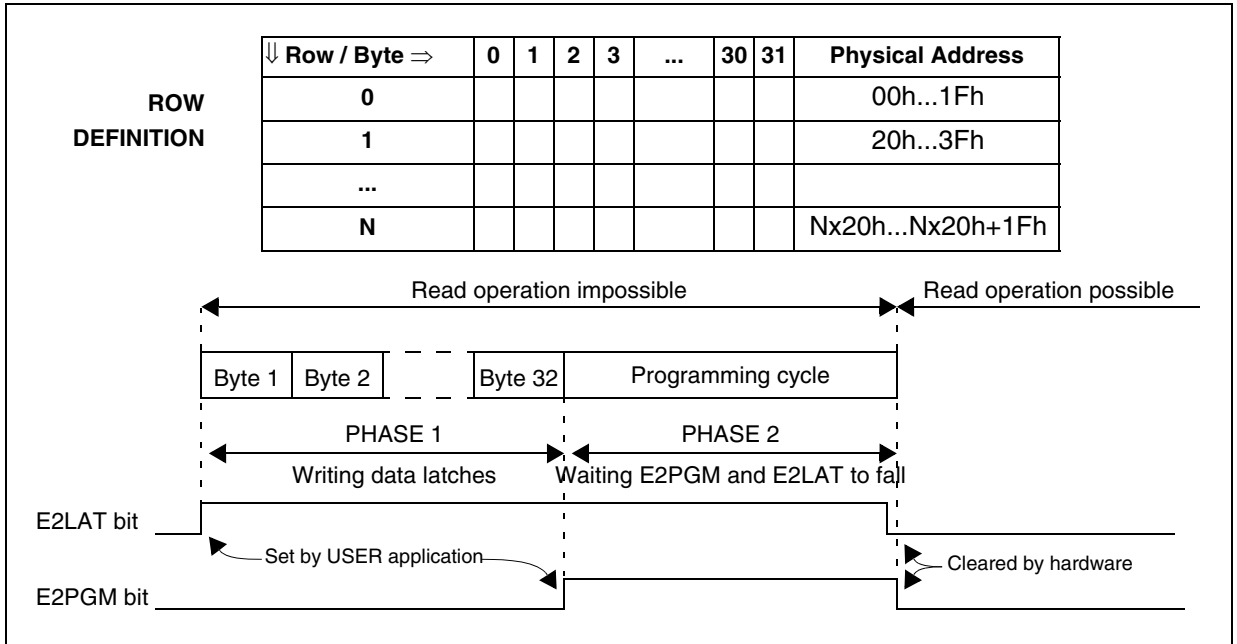 ⇓ Row / Byte ⇒ 0 1 2 3 ... 30 31 Physical Address
ROW
DEFINITION
0 00h...1Fh
1 20h...3Fh
...
N Nx20h...Nx20h+1Fh
Read operation impossible Read operation possible
Byte 1 Byte 2 Byte 32 Programming cycle
PHASE 1 PHASE 2
Writing data latches Waiting E2PGM and E2LAT to fall
E2LAT bit
Set by USER application Cleared by hardware
E2PGM bit